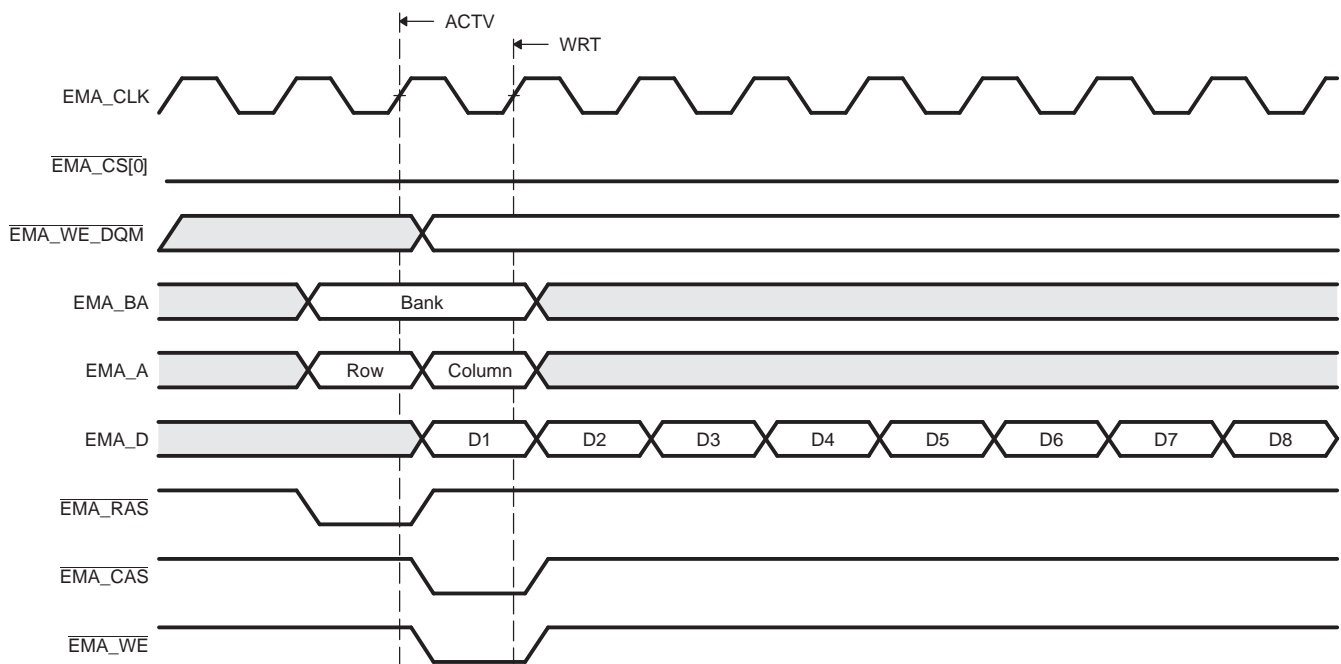 ACTV
WRT
EMA_CLK
EMA_CS[0]
EMA_WE_DQM
EMA_BA
Bank
EMA_A
Row Column
EMA_D
D1 D2 D3 D4 D5 D6 D7 D8
EMA_RAS
EMA_CAS
EMA_WE